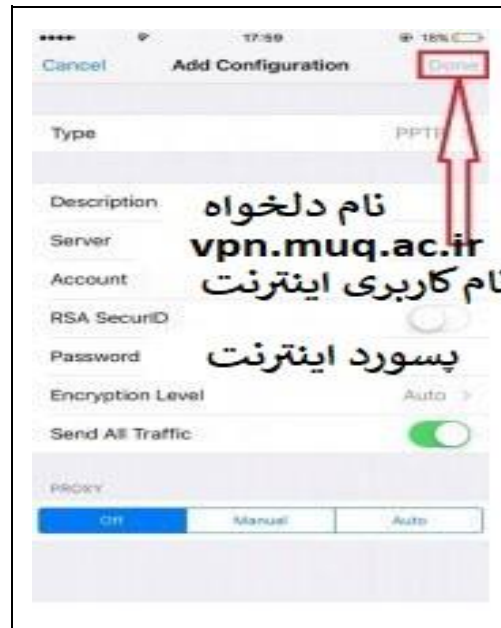 17:59 18%
Cancel Add Configuration Done
Type PPTP
Description نام دلخواه
Server vpn.muq.ac.ir
Account نام کاربری اینترنت
RSA SecurID
Password پسورد اینترنت
Encryption Level Auto
Send All Traffic
PROXY
Off Manual Auto